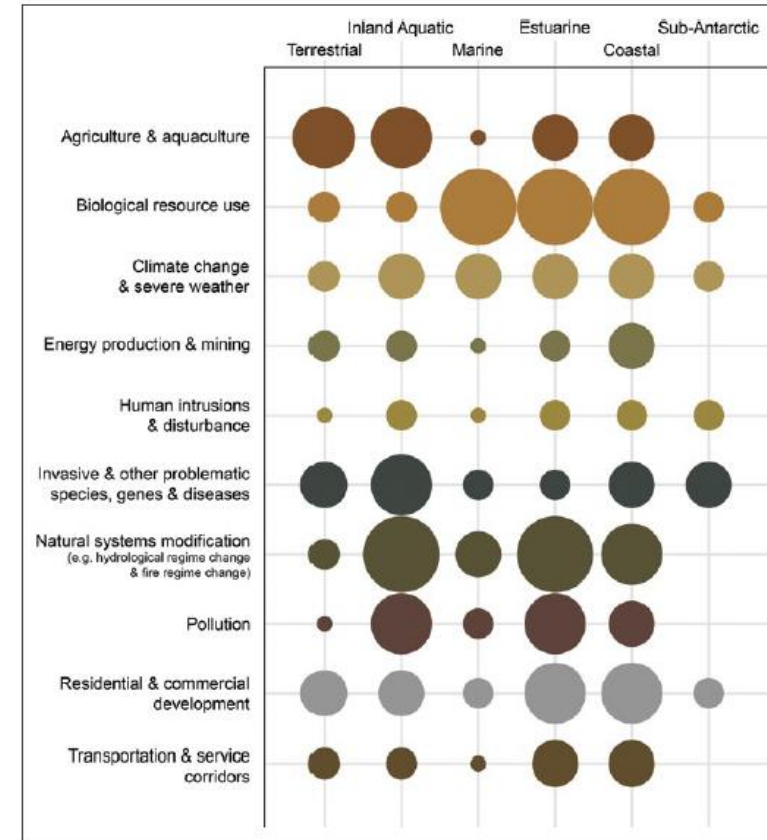 Inland Aquatic Estuarine Sub-Antarctic
Terrestrial Marine Coastal
Agriculture & aquaculture
Biological resource use
Climate change
& severe weather
Energy production & mining
Human intrusions
& disturbance
Invasive & other problematic
species, genes & diseases
Natural systems modification
(e.g. hydrological regime change
& fire regime change)
Pollution
Residential & commercial
development
Transportation & service
corridors